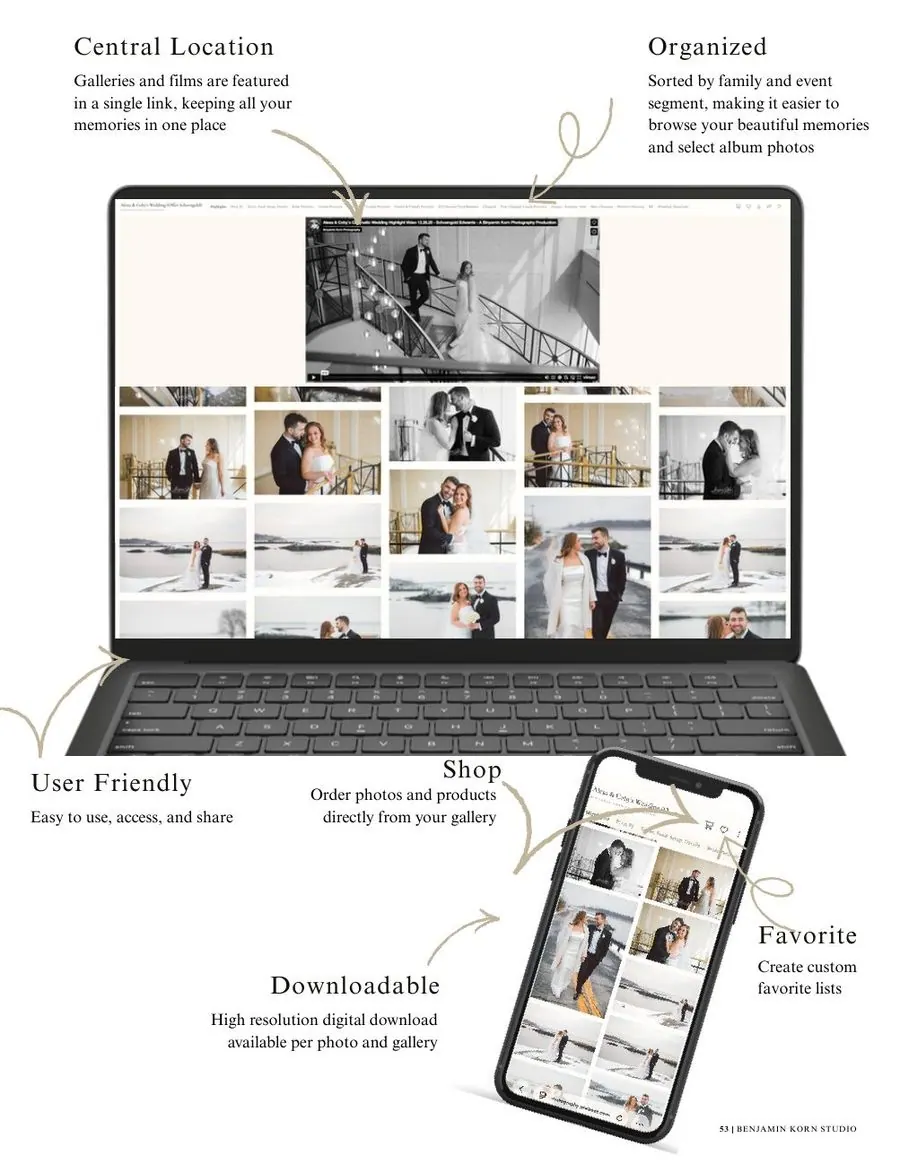 Central Location
Galleries and films are featured
in a single link, keeping all your
memories in one place
Organized
Sorted by family and event
segment, making it easier to
browse your beautiful memories
and select album photos
User Friendly
Easy to use, access, and share
Shop
Order photos and products
directly from your gallery
Favorite
Create custom
favorite lists
Downloadable
High resolution digital download
available per photo and gallery
53 | BENJAMIN KORN STUDIO